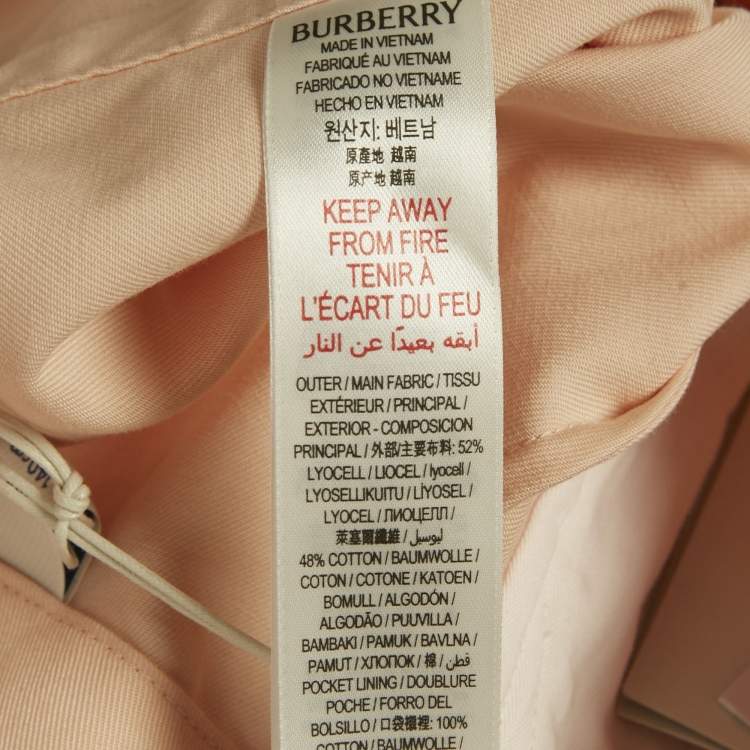 BURBERRY
MADE IN VIETNAM
FABRIQUÉ AU VIETNAM
FABRICADO NO VIETNAME
HECHO EN VIETNAM
원산지: 베트남
原產地 越南
原产地 越南
KEEP AWAY
FROM FIRE
TENIR À
L'ÉCART DU FEU
أبقه بعيدًا عن النار
OUTER / MAIN FABRIC / TISSU
EXTÉRIEUR / PRINCIPAL /
EXTERIOR - COMPOSICION
PRINCIPAL / 外部/主要布料: 52%
LYOCELL / LIOCEL / lyocell /
LYOSELLIKUITU / LİYOSEL /
LYOCEL / ЛИОЦЕЛЛ /
萊塞爾纖維 / ليوسيل /
48% COTTON / BAUMWOLLE /
COTON / COTONE / KATOEN /
BOMULL / ALGODÓN /
ALGODÃO / PUUVILLA /
BAMBAKI / PAMUK / BAVLNA /
PAMUT / ХЛОПОК / 棉 / قطن /
POCKET LINING / DOUBLURE
POCHE / FORRO DEL
BOLSILLO / 口袋襯裡: 100%
COTTON / BAUMWOLLE /
140cm